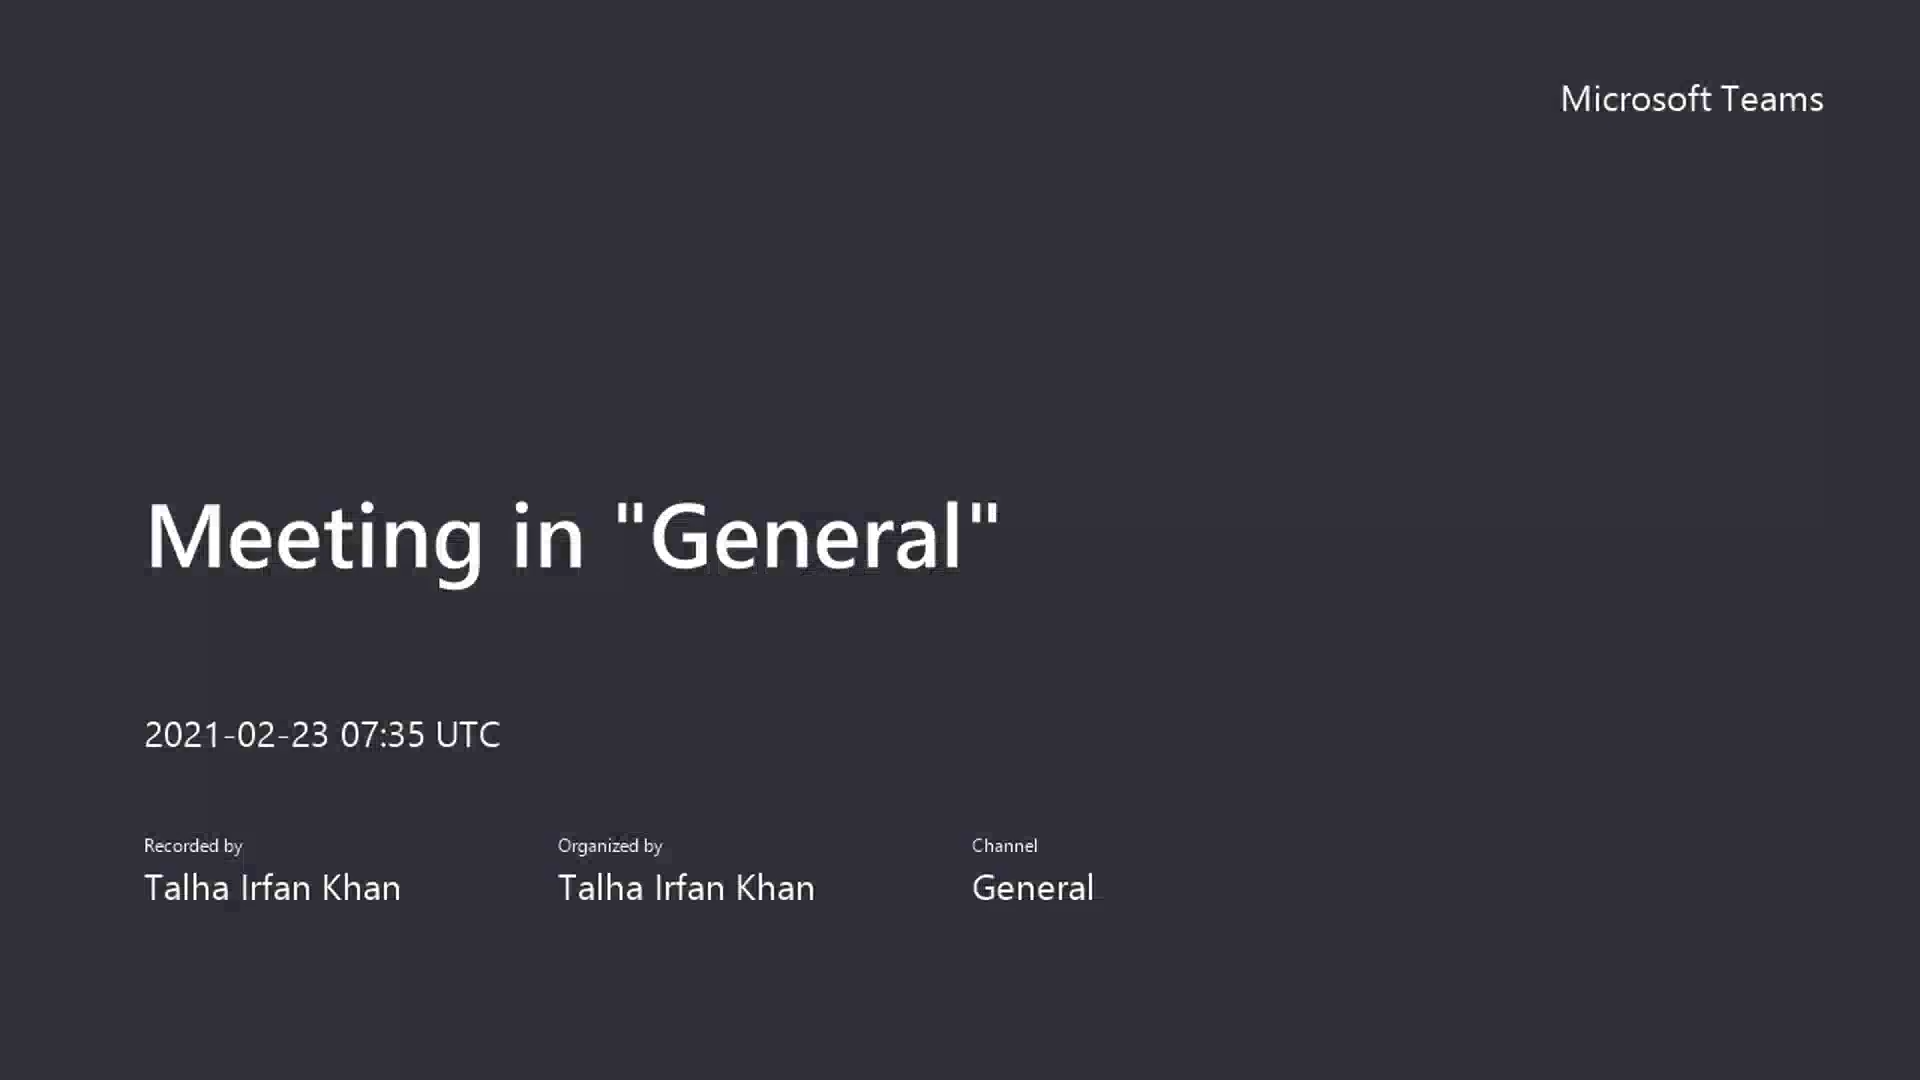 Microsoft Teams
Meeting in "General"
2021-02-23 07:35 UTC
Recorded by
Talha Irfan Khan
Organized by
Talha Irfan Khan
Channel
General